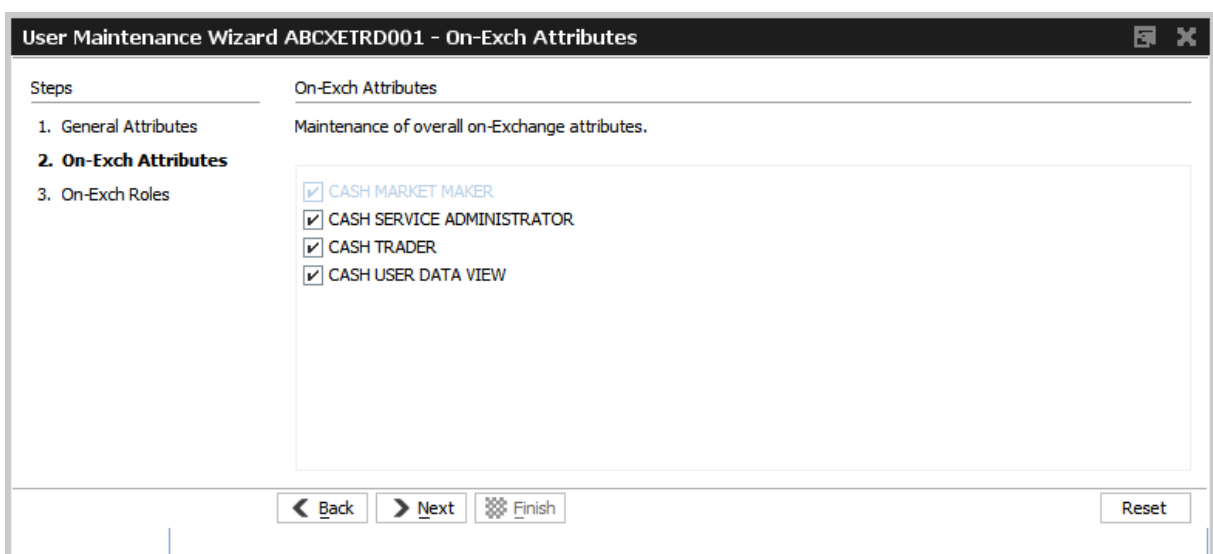 User Maintenance Wizard ABCXETRD001 - On-Exch Attributes
Steps
1. General Attributes
2. On-Exch Attributes
3. On-Exch Roles
On-Exch Attributes
Maintenance of overall on-Exchange attributes.
CASH MARKET MAKER
CASH SERVICE ADMINISTRATOR
CASH TRADER
CASH USER DATA VIEW
Back Next Finish Reset